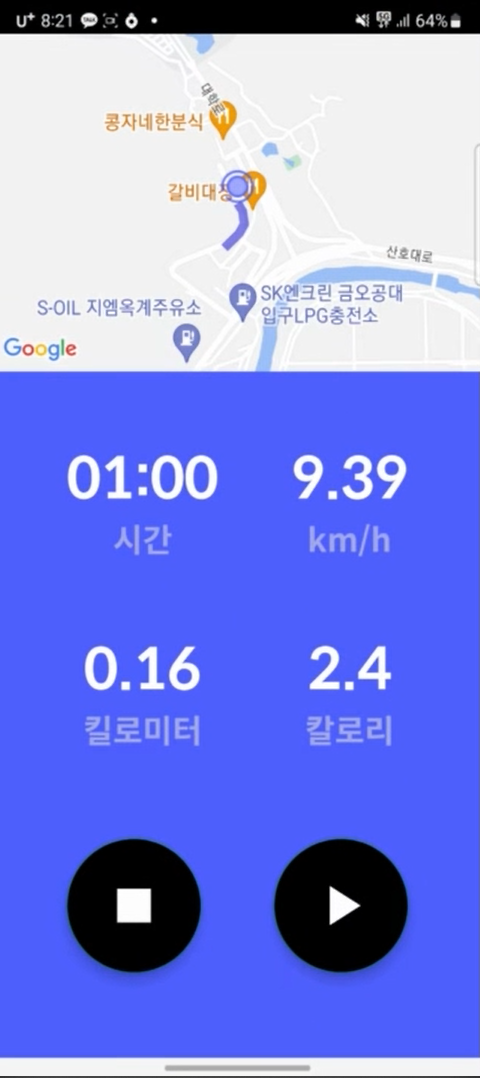 U+ 8:21 64%
대학로
콩자네한분식
갈비대장
산호대로
SK엔크린 금오공대
입구LPG충전소
S-OIL 지엠옥계주유소
Google
01:00 9.39
시간 km/h
0.16 2.4
킬로미터 칼로리